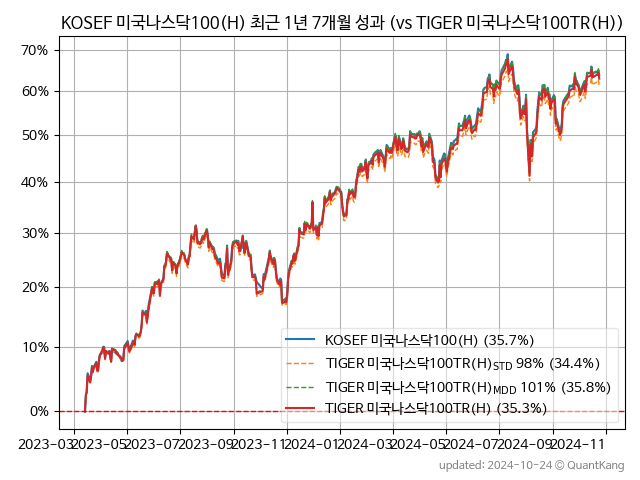 KOSEF 미국나스닥100(H) 최근 1년 7개월 성과 (vs TIGER 미국나스닥100TR(H))
70%
60%
50%
40%
30%
20%
10%
0%
KOSEF 미국나스닥100(H) (35.7%)
TIGER 미국나스닥100TR(H)STD 98% (34.4%)
TIGER 미국나스닥100TR(H)MDD 101% (35.8%)
TIGER 미국나스닥100TR(H) (35.3%)
2023-03 2023-05 2023-07 2023-09 2023-11 2024-01 2024-03 2024-05 2024-07 2024-09 2024-11
updated: 2024-10-24 © QuantKang